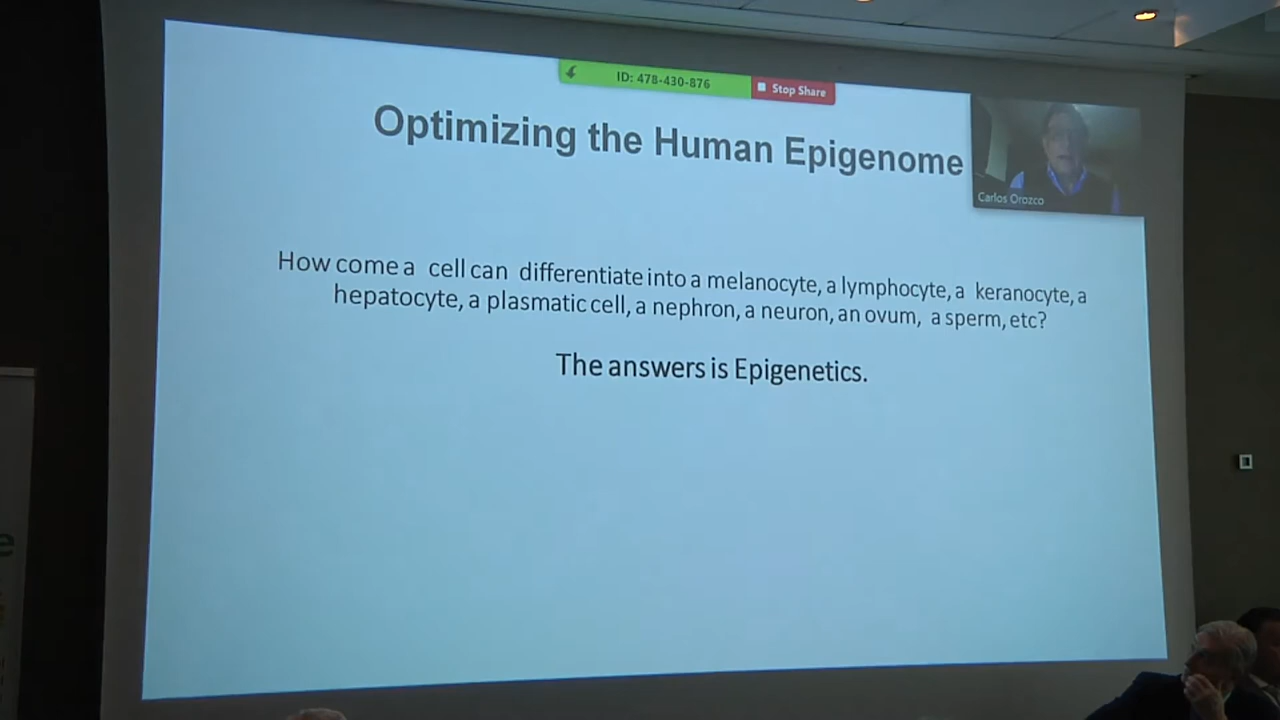 ID: 478-430-876
Stop Share
Optimizing the Human Epigenome
Carlos Orozco
How come a cell can differentiate into a melanocyte, a lymphocyte, a keranocyte, a
hepatocyte, a plasmatic cell, a nephron, a neuron, an ovum, a sperm, etc?
The answers is Epigenetics.
e